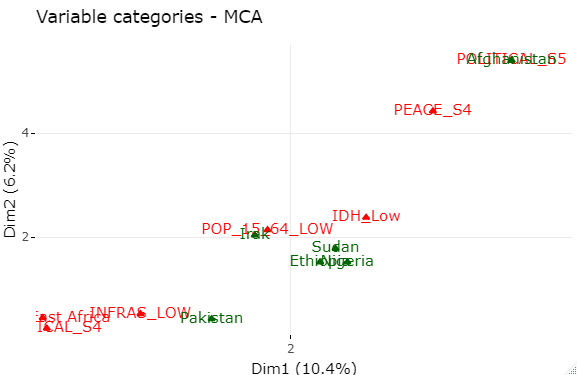 Variable categories - MCA
POLITICAL_S5
Afghanistan
PEACE_S4
4
IDH_Low
POP_15_64_LOW
Irak
2
Sudan
Ethiopia
Nigeria
East Africa
INFRAS_LOW
Pakistan
ICAL_S4
2
Dim1 (10.4%)
Dim2 (6.2%)